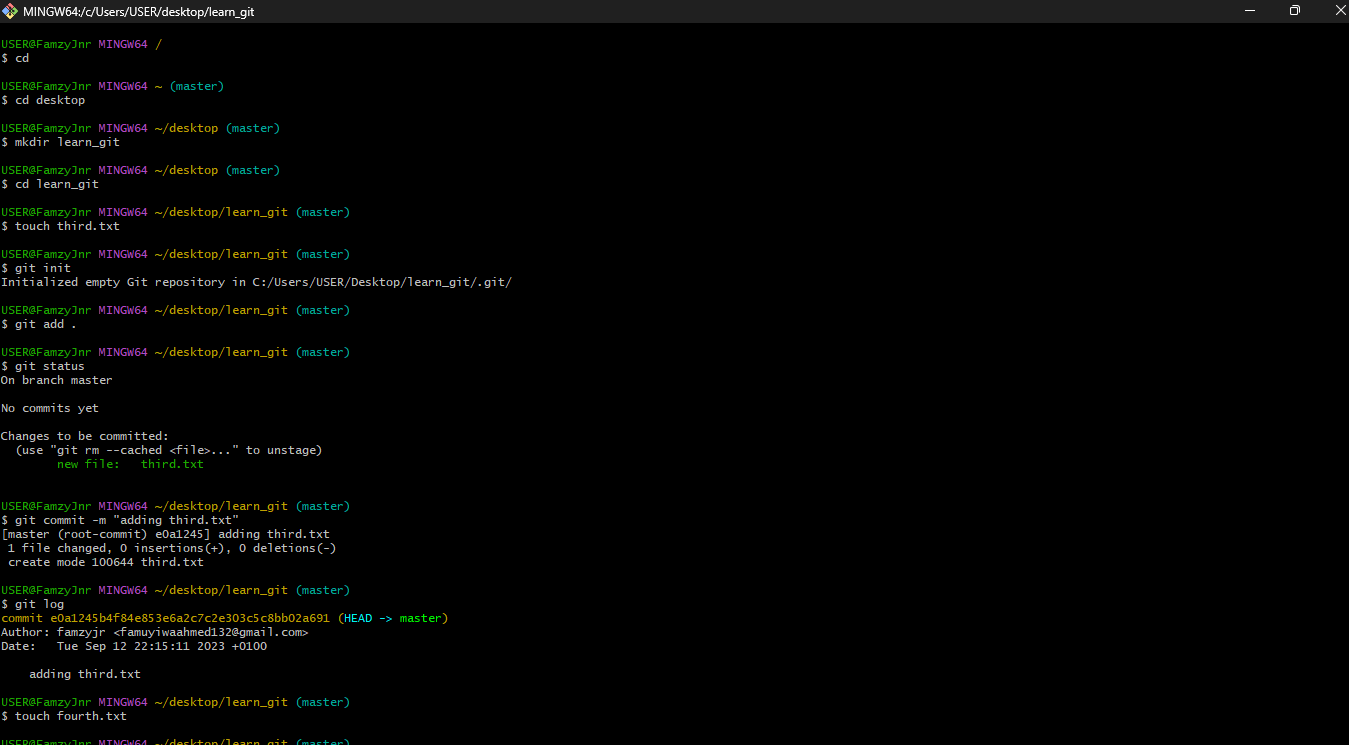 MINGW64:/c/Users/USER/desktop/learn_git
USER@FamzyJnr MINGW64 /
$ cd
USER@FamzyJnr MINGW64 ~ (master)
$ cd desktop
USER@FamzyJnr MINGW64 ~/desktop (master)
$ mkdir learn_git
USER@FamzyJnr MINGW64 ~/desktop (master)
$ cd learn_git
USER@FamzyJnr MINGW64 ~/desktop/learn_git (master)
$ touch third.txt
USER@FamzyJnr MINGW64 ~/desktop/learn_git (master)
$ git init
Initialized empty Git repository in C:/Users/USER/Desktop/learn_git/.git/
USER@FamzyJnr MINGW64 ~/desktop/learn_git (master)
$ git add .
USER@FamzyJnr MINGW64 ~/desktop/learn_git (master)
$ git status
On branch master
No commits yet
Changes to be committed:
  (use "git rm --cached <file>..." to unstage)
        new file:   third.txt
USER@FamzyJnr MINGW64 ~/desktop/learn_git (master)
$ git commit -m "adding third.txt"
[master (root-commit) e0a1245] adding third.txt
 1 file changed, 0 insertions(+), 0 deletions(-)
 create mode 100644 third.txt
USER@FamzyJnr MINGW64 ~/desktop/learn_git (master)
$ git log
commit e0a1245b4f84e853e6a2c7c2e303c5c8bb02a691 (HEAD -> master)
Author: famzyjr <famuyiwaahmed132@gmail.com>
Date:   Tue Sep 12 22:15:11 2023 +0100
    adding third.txt
USER@FamzyJnr MINGW64 ~/desktop/learn_git (master)
$ touch fourth.txt
USER@FamzyJnr MINGW64 ~/desktop/learn_git (master)